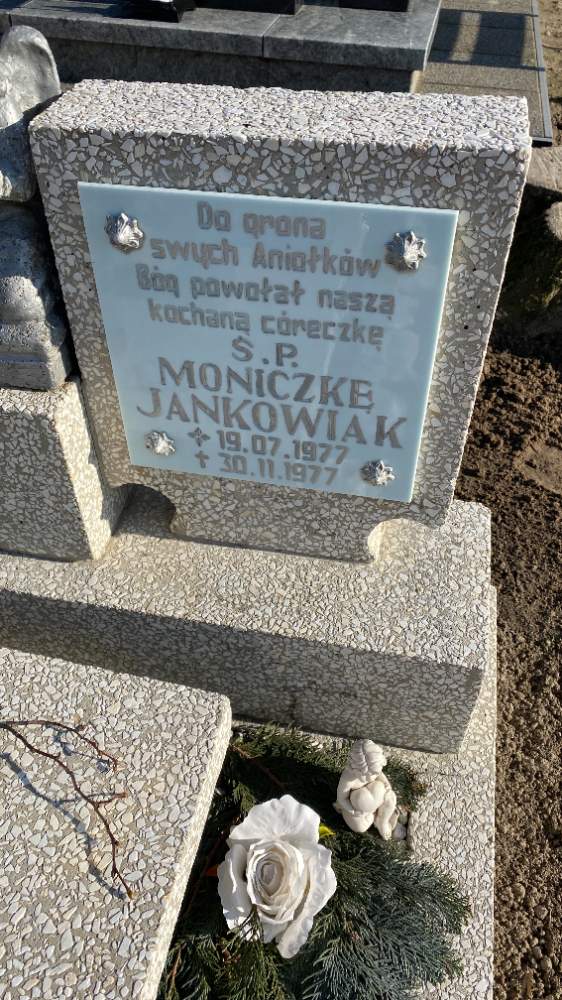 Do grona
swych Aniołków
Bóg powołał naszą
kochaną córeczkę
Ś.P.
MONICZKĘ
JANKOWIAK
* 19.07.1977
† 30.11.1977